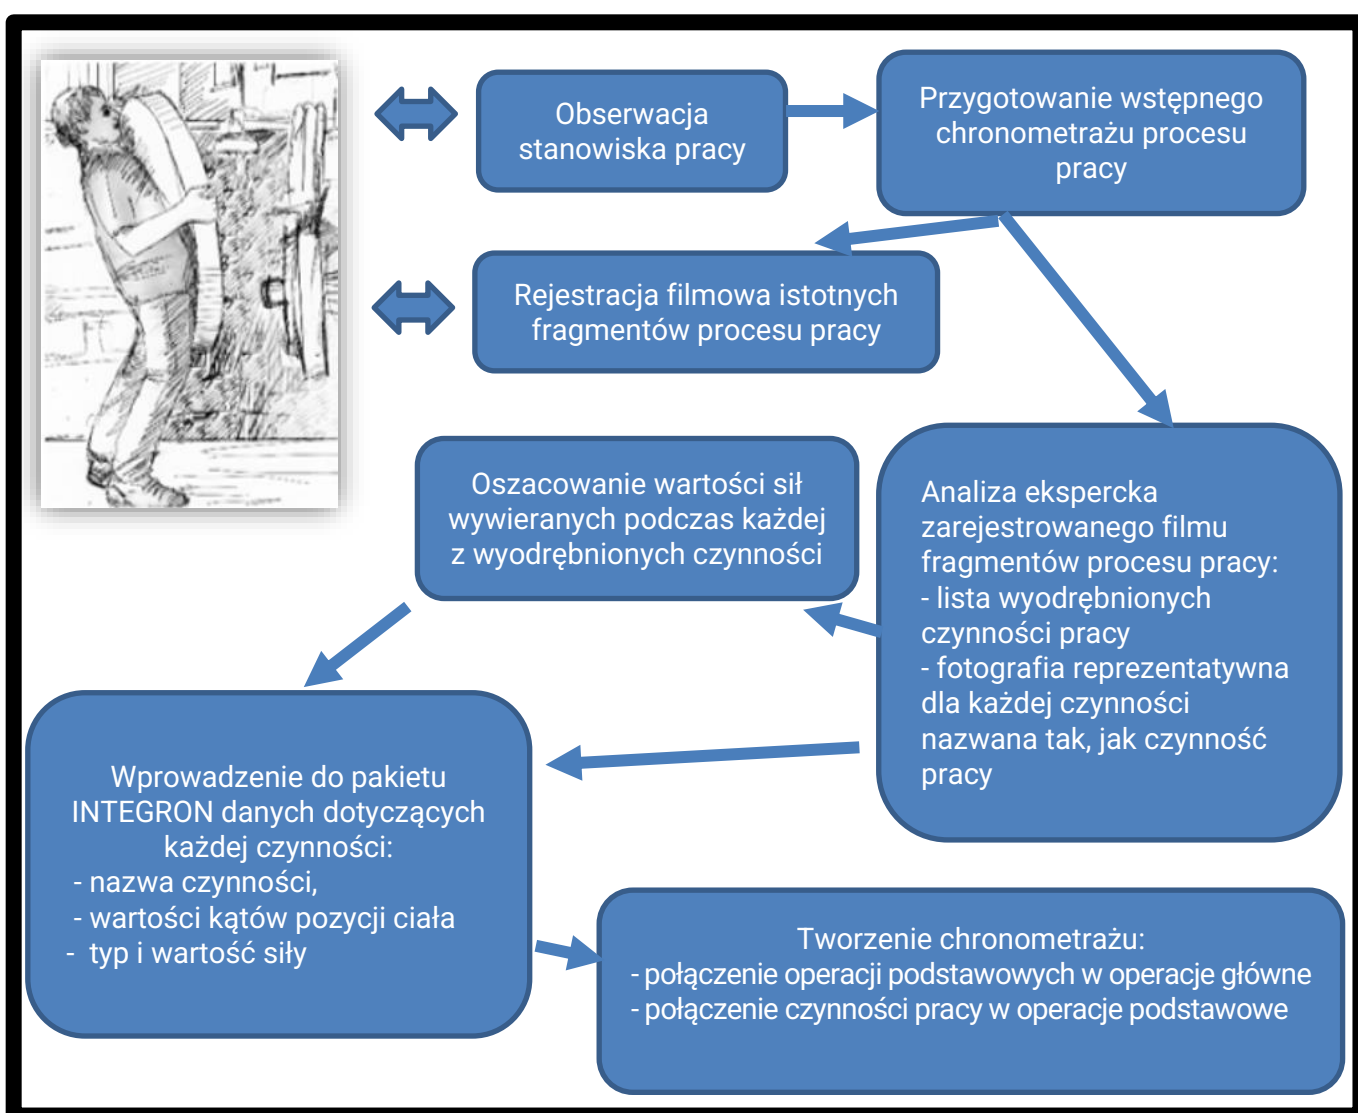 Obserwacja
stanowiska pracy
Przygotowanie wstępnego
chronometrażu procesu
pracy
Rejestracja filmowa istotnych
fragmentów procesu pracy
Analiza ekspercka
zarejestrowanego filmu
fragmentów procesu pracy:
- lista wyodrębnionych
czynności pracy
- fotografia reprezentatywna
dla każdej czynności
nazwana tak, jak czynność
pracy
Oszacowanie wartości sił
wywieranych podczas każdej
z wyodrębnionych czynności
Wprowadzenie do pakietu
INTEGRON danych dotyczących
każdej czynności:
- nazwa czynności,
- wartości kątów pozycji ciała
- typ i wartość siły
Tworzenie chronometrażu:
- połączenie operacji podstawowych w operacje główne
- połączenie czynności pracy w operacje podstawowe